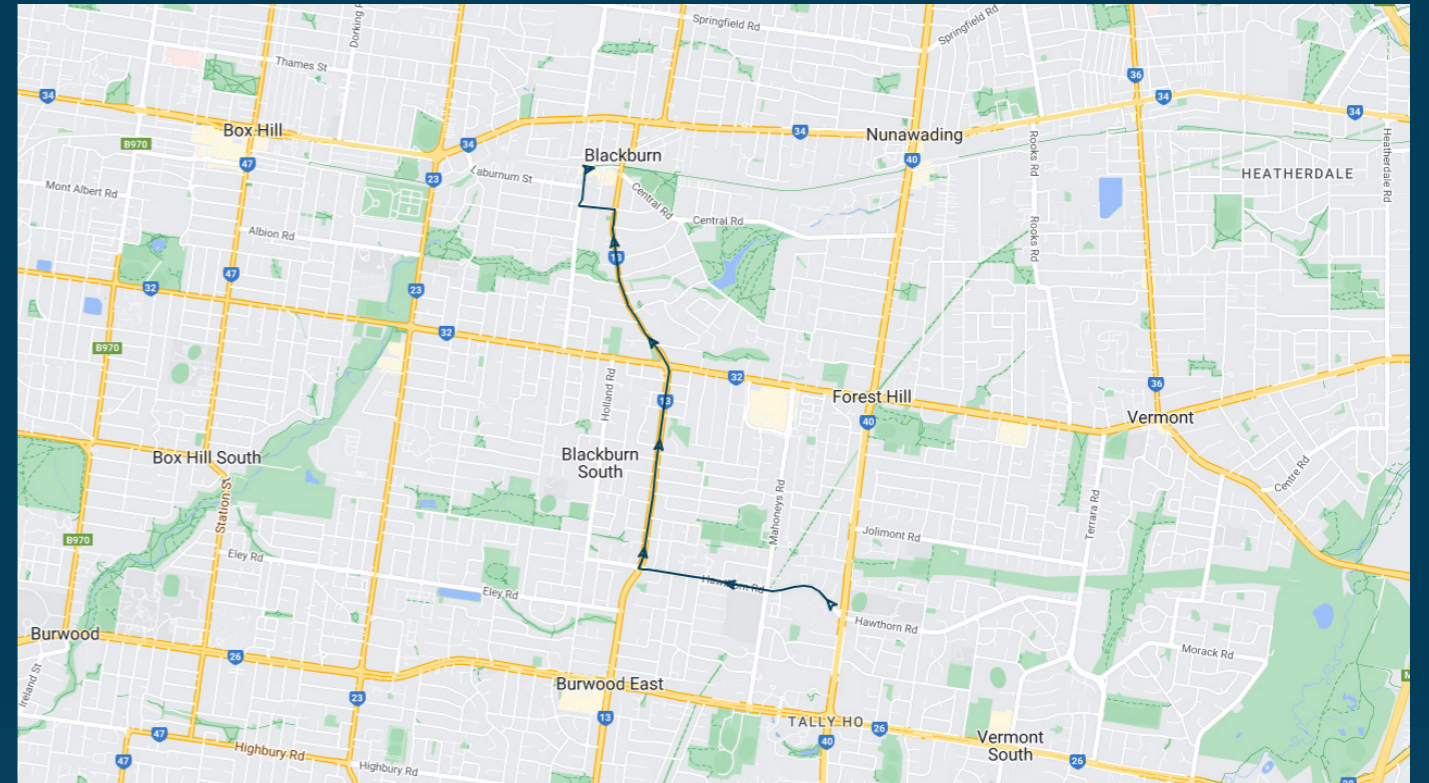 Springfield Rd
Springfield Rd
Dorking R
Thames St
36
34
34
34
Box Hill
34
Nunawading
B970
34
47
40
Blackburn
Rooks Rd
Heatherdale Rd
Laburnum St
23
HEATHERDALE
Mont Albert Rd
Central Rd
Central Rd
Albion Rd
Rooks Rd
13
47
32
23
32
B970
32
36
Holland Rd
13
Forest Hill
Vermont
40
Box Hill South
Blackburn
South
Centre Rd
Station St
Mahoneys Rd
Terrara Rd
Jolimont Rd
B970
Eley Rd
Hawthorn Rd
Eley Rd
Hawthorn Rd
Burwood
26
Morack Rd
Ireland St
Burwood East
M
23
13
TALLY HO
26
47
40
Vermont
South
Highbury Rd
47
Highbury Rd
26